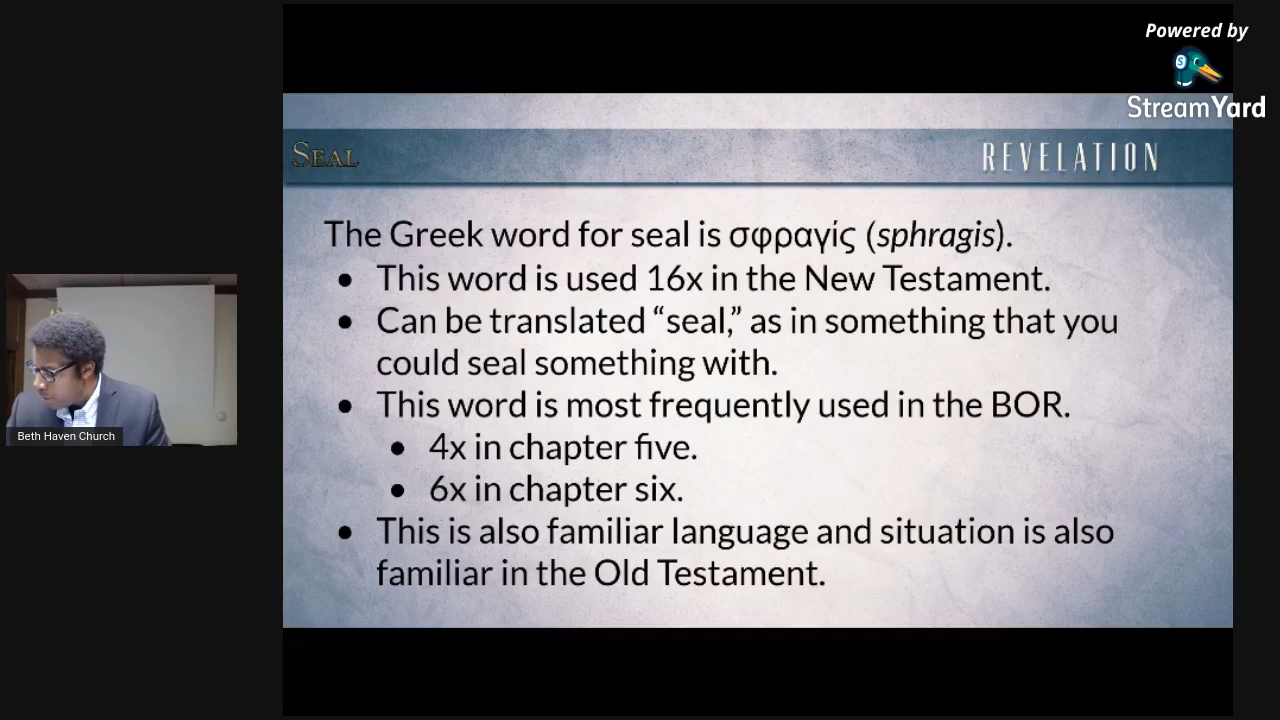 Powered by
StreamYard
SEAL
REVELATION
The Greek word for seal is σφραγίς (sphragis).
• This word is used 16x in the New Testament.
• Can be translated “seal,” as in something that you
could seal something with.
• This word is most frequently used in the BOR.
• 4x in chapter five.
• 6x in chapter six.
• This is also familiar language and situation is also
familiar in the Old Testament.
Beth Haven Church